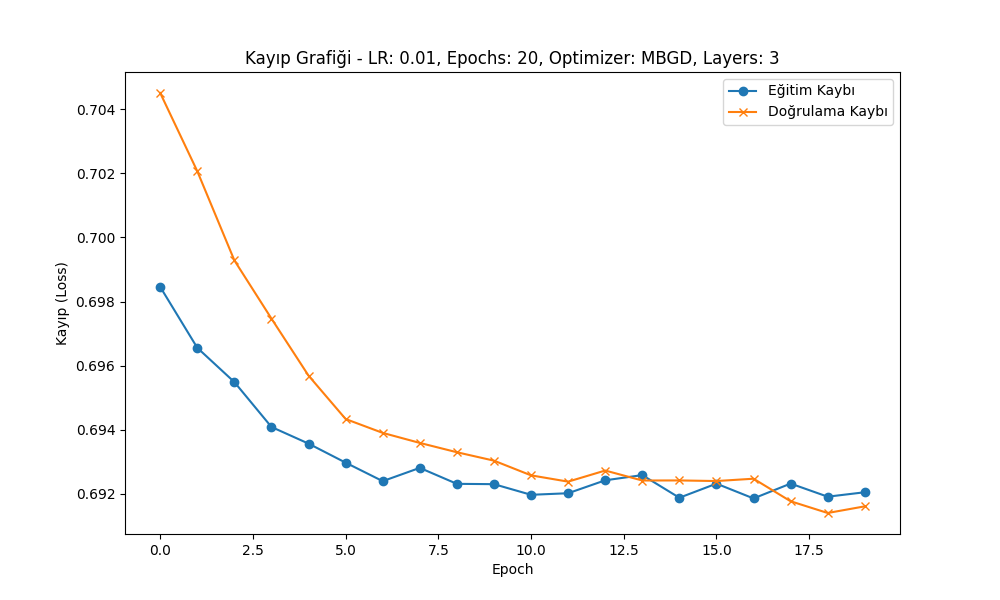 Kayıp Grafiği - LR: 0.01, Epochs: 20, Optimizer: MBGD, Layers: 3
Eğitim Kaybı
Doğrulama Kaybı
Kayıp (Loss)
0.704
0.702
0.700
0.698
0.696
0.694
0.692
0.0 2.5 5.0 7.5 10.0 12.5 15.0 17.5
Epoch